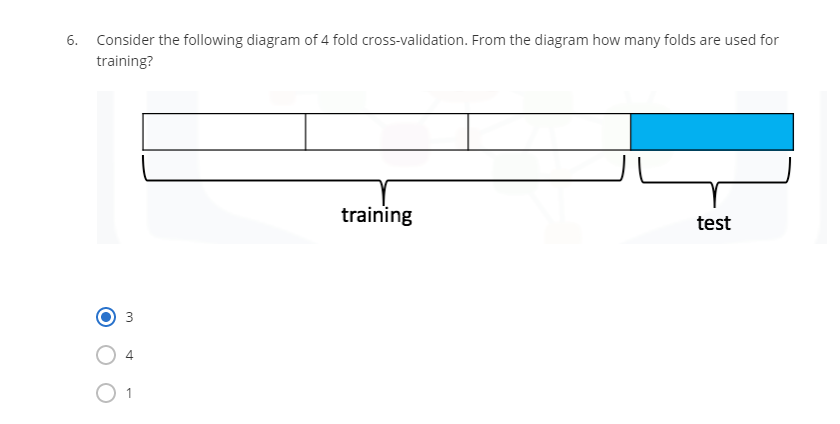 6. Consider the following diagram of 4 fold cross-validation. From the diagram how many folds are used for
training?
training
test
3
4
1